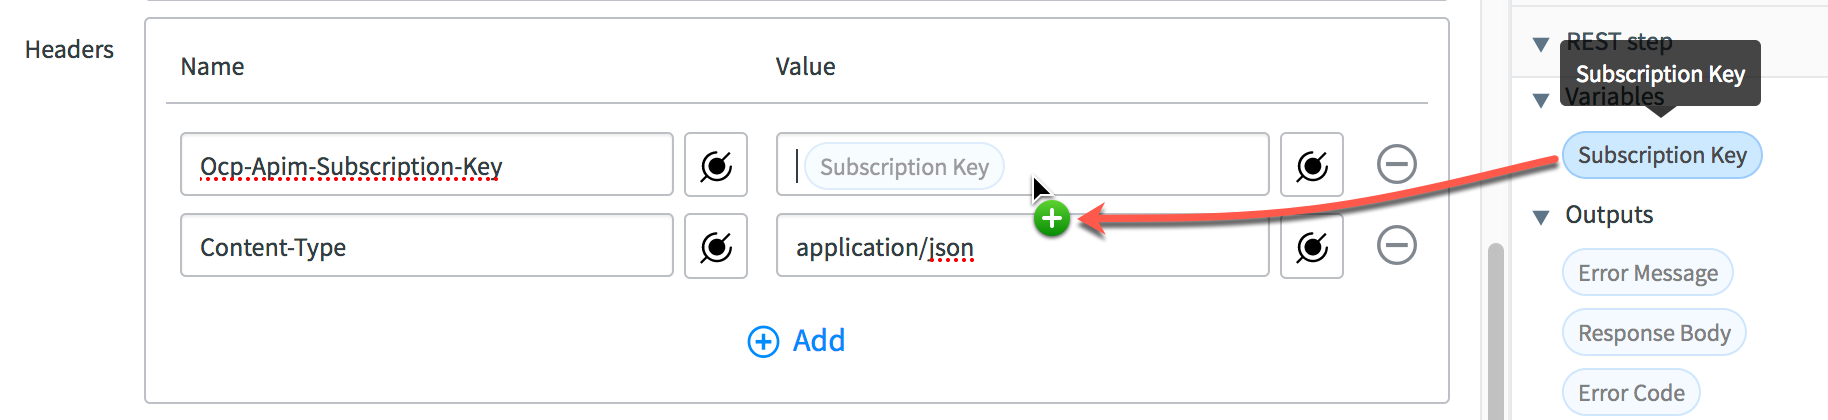 Headers
Name Value
Ocp-Apim-Subscription-Key Subscription Key
Content-Type application/json
Add
REST step
Subscription Key
Variables
Subscription Key
Outputs
Error Message
Response Body
Error Code